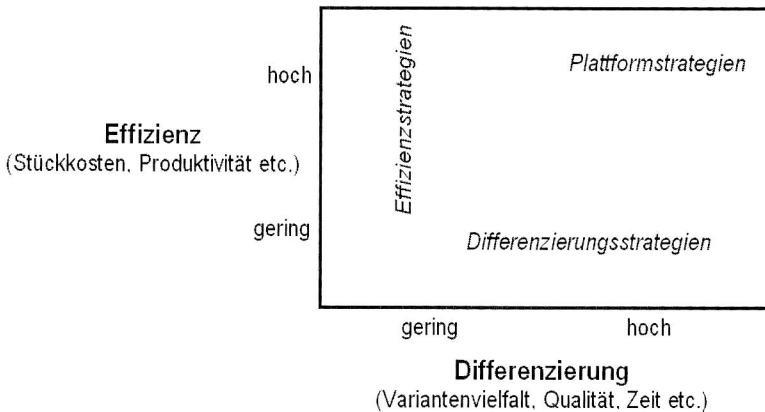 hoch
Plattformstrategien
Effizienzstrategien
Effizienz
(Stückkosten, Produktivität etc.)
gering
Differenzierungsstrategien
gering
hoch
Differenzierung
(Variantenvielfalt, Qualität, Zeit etc.)